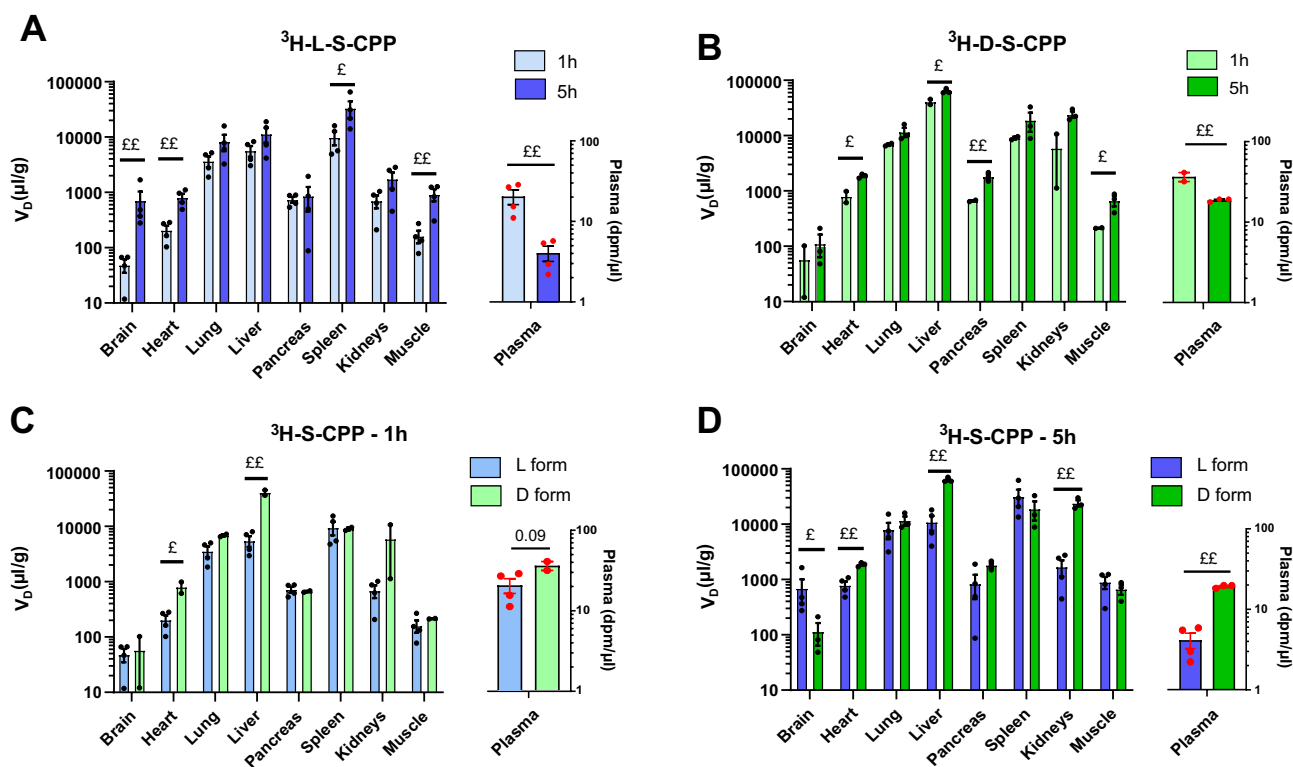 A
³H-L-S-CPP
1h
5h
V_D(µl/g)
100000
10000
1000
100
10
££
££
£
££
Brain
Heart
Lung
Liver
Pancreas
Spleen
Kidneys
Muscle
££
100
10
1
Plasma (dpm/µl)
Plasma
B
³H-D-S-CPP
1h
5h
V_D(µl/g)
100000
10000
1000
100
10
£
£
££
£
Brain
Heart
Lung
Liver
Pancreas
Spleen
Kidneys
Muscle
££
100
10
1
Plasma (dpm/µl)
Plasma
C
³H-S-CPP - 1h
L form
D form
V_D(µl/g)
100000
10000
1000
100
10
£
££
Brain
Heart
Lung
Liver
Pancreas
Spleen
Kidneys
Muscle
0.09
100
10
1
Plasma (dpm/µl)
Plasma
D
³H-S-CPP - 5h
L form
D form
V_D(µl/g)
100000
10000
1000
100
10
£
££
££
££
Brain
Heart
Lung
Liver
Pancreas
Spleen
Kidneys
Muscle
££
100
10
1
Plasma (dpm/µl)
Plasma